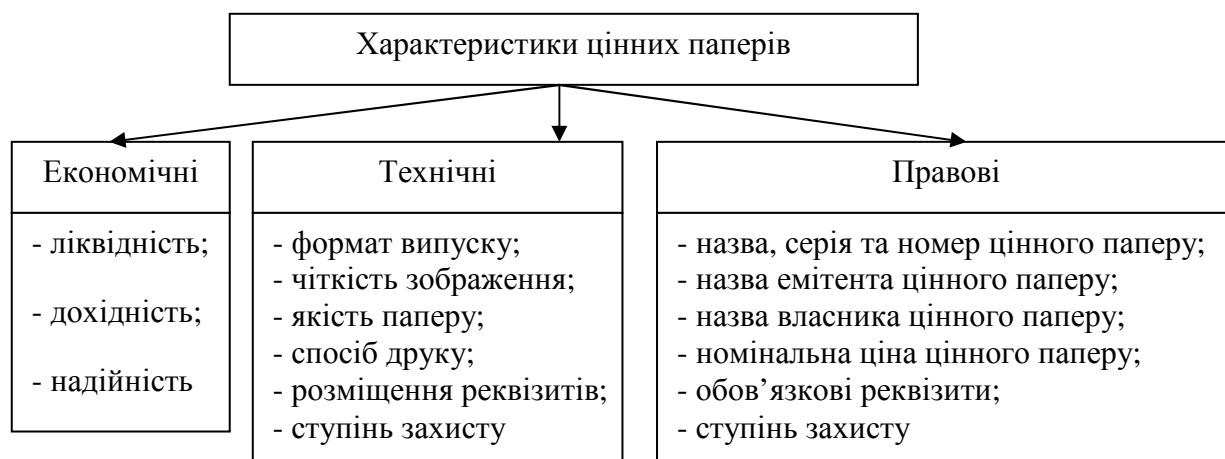 Характеристики цінних паперів
Економічні
- ліквідність;
- дохідність;
- надійність
Технічні
- формат випуску;
- чіткість зображення;
- якість паперу;
- спосіб друку;
- розміщення реквізитів;
- ступінь захисту
Правові
- назва, серія та номер цінного паперу;
- назва емітента цінного паперу;
- назва власника цінного паперу;
- номінальна ціна цінного паперу;
- обов’язкові реквізити;
- ступінь захисту